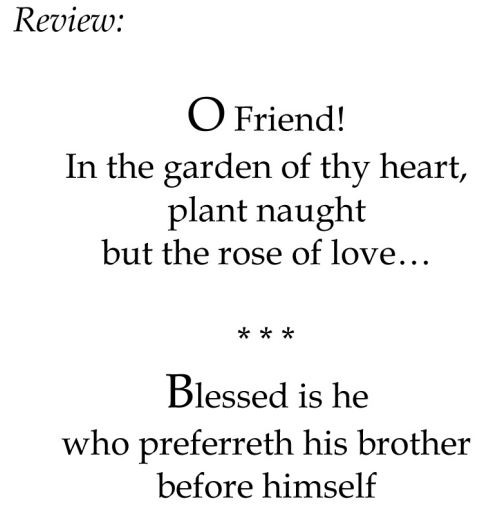 Review:
O Friend!
In the garden of thy heart,
plant naught
but the rose of love…
* * *
Blessed is he
who preferreth his brother
before himself